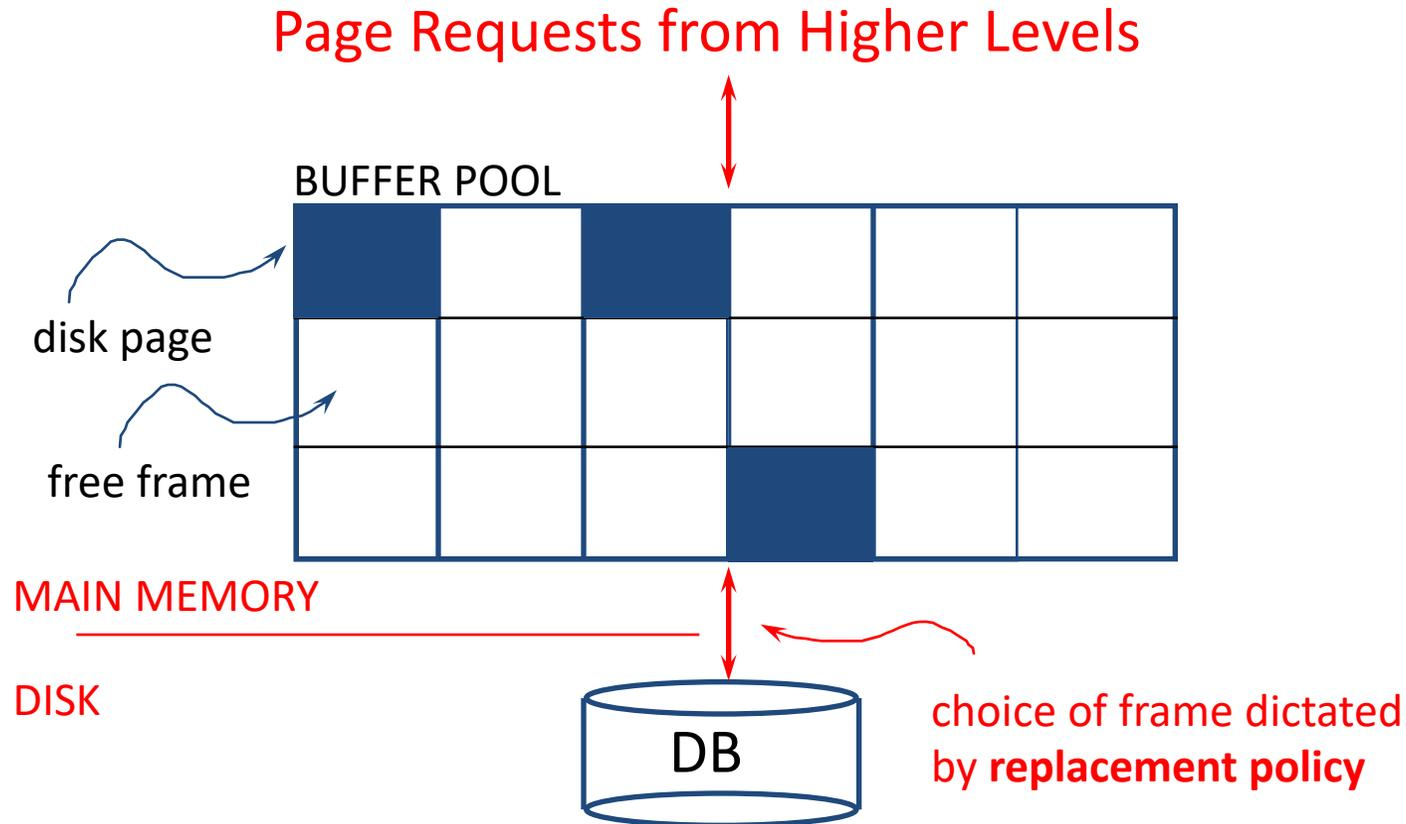 Page Requests from Higher Levels
BUFFER POOL
disk page
free frame
MAIN MEMORY
DISK
DB
choice of frame dictated
by replacement policy